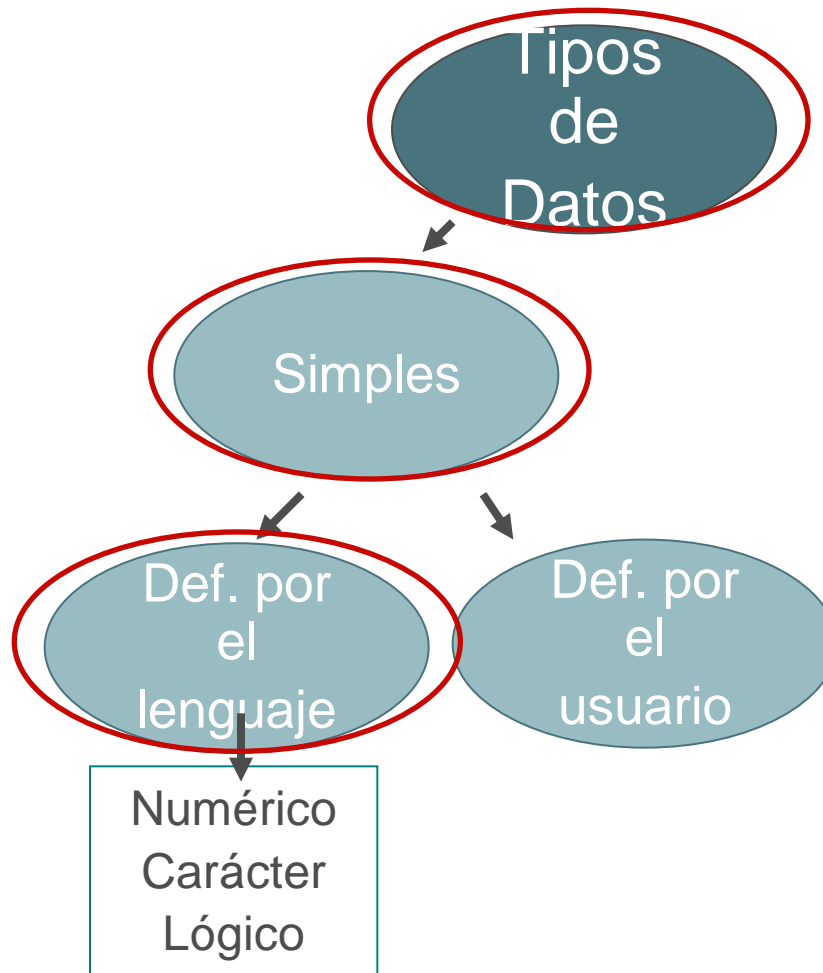 Tipos
de
Datos
Simples
Def. por
el
lenguaje
Def. por
el
usuario
Numérico
Carácter
Lógico